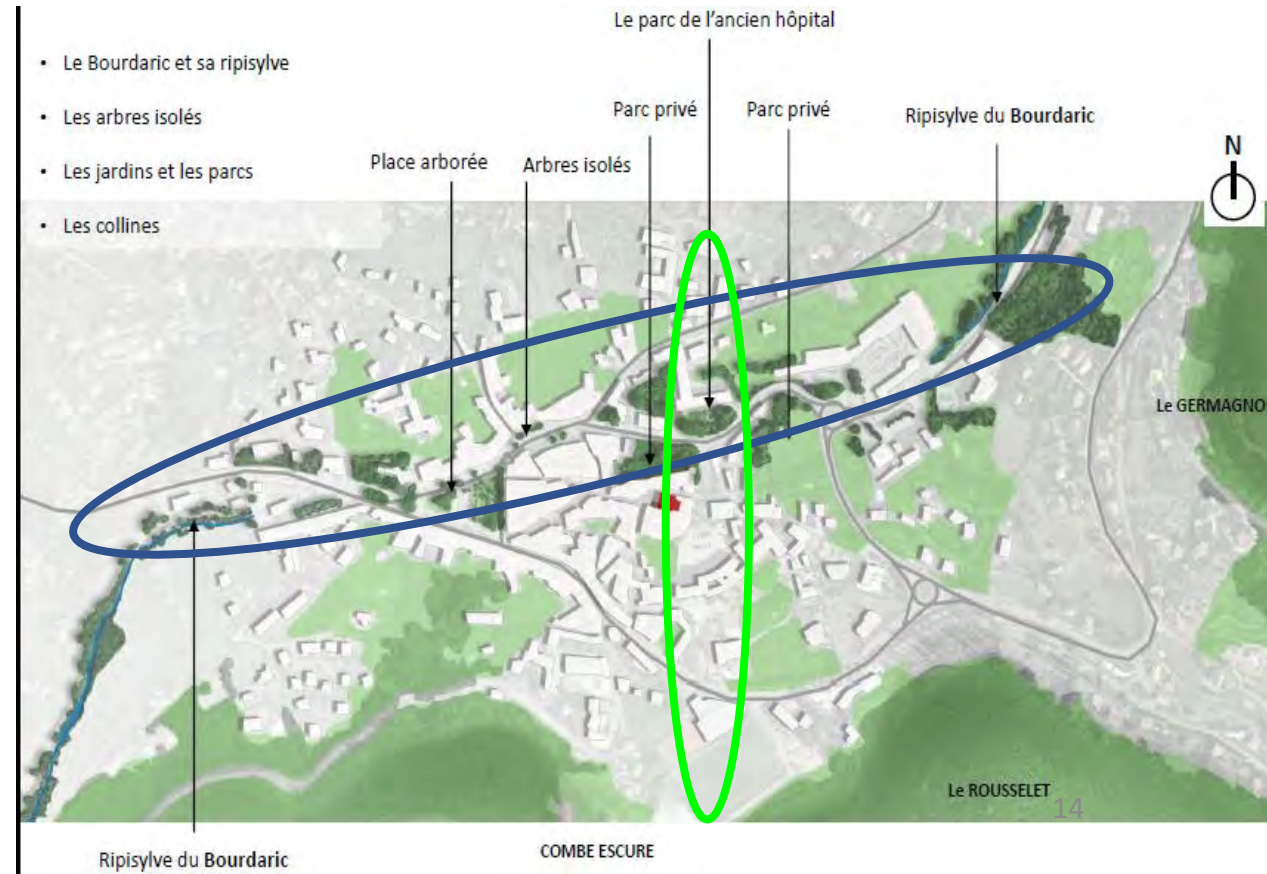 Le parc de l'ancien hôpital
• Le Bourdaric et sa ripisylve
• Les arbres isolés
Parc privé
Parc privé
Ripisylve du Bourdaric
N
• Les jardins et les parcs
Place arborée
Arbres isolés
• Les collines
Le GERMAGNO
Le ROUSSELET
14
Ripisylve du Bourdaric
COMBE ESCURE